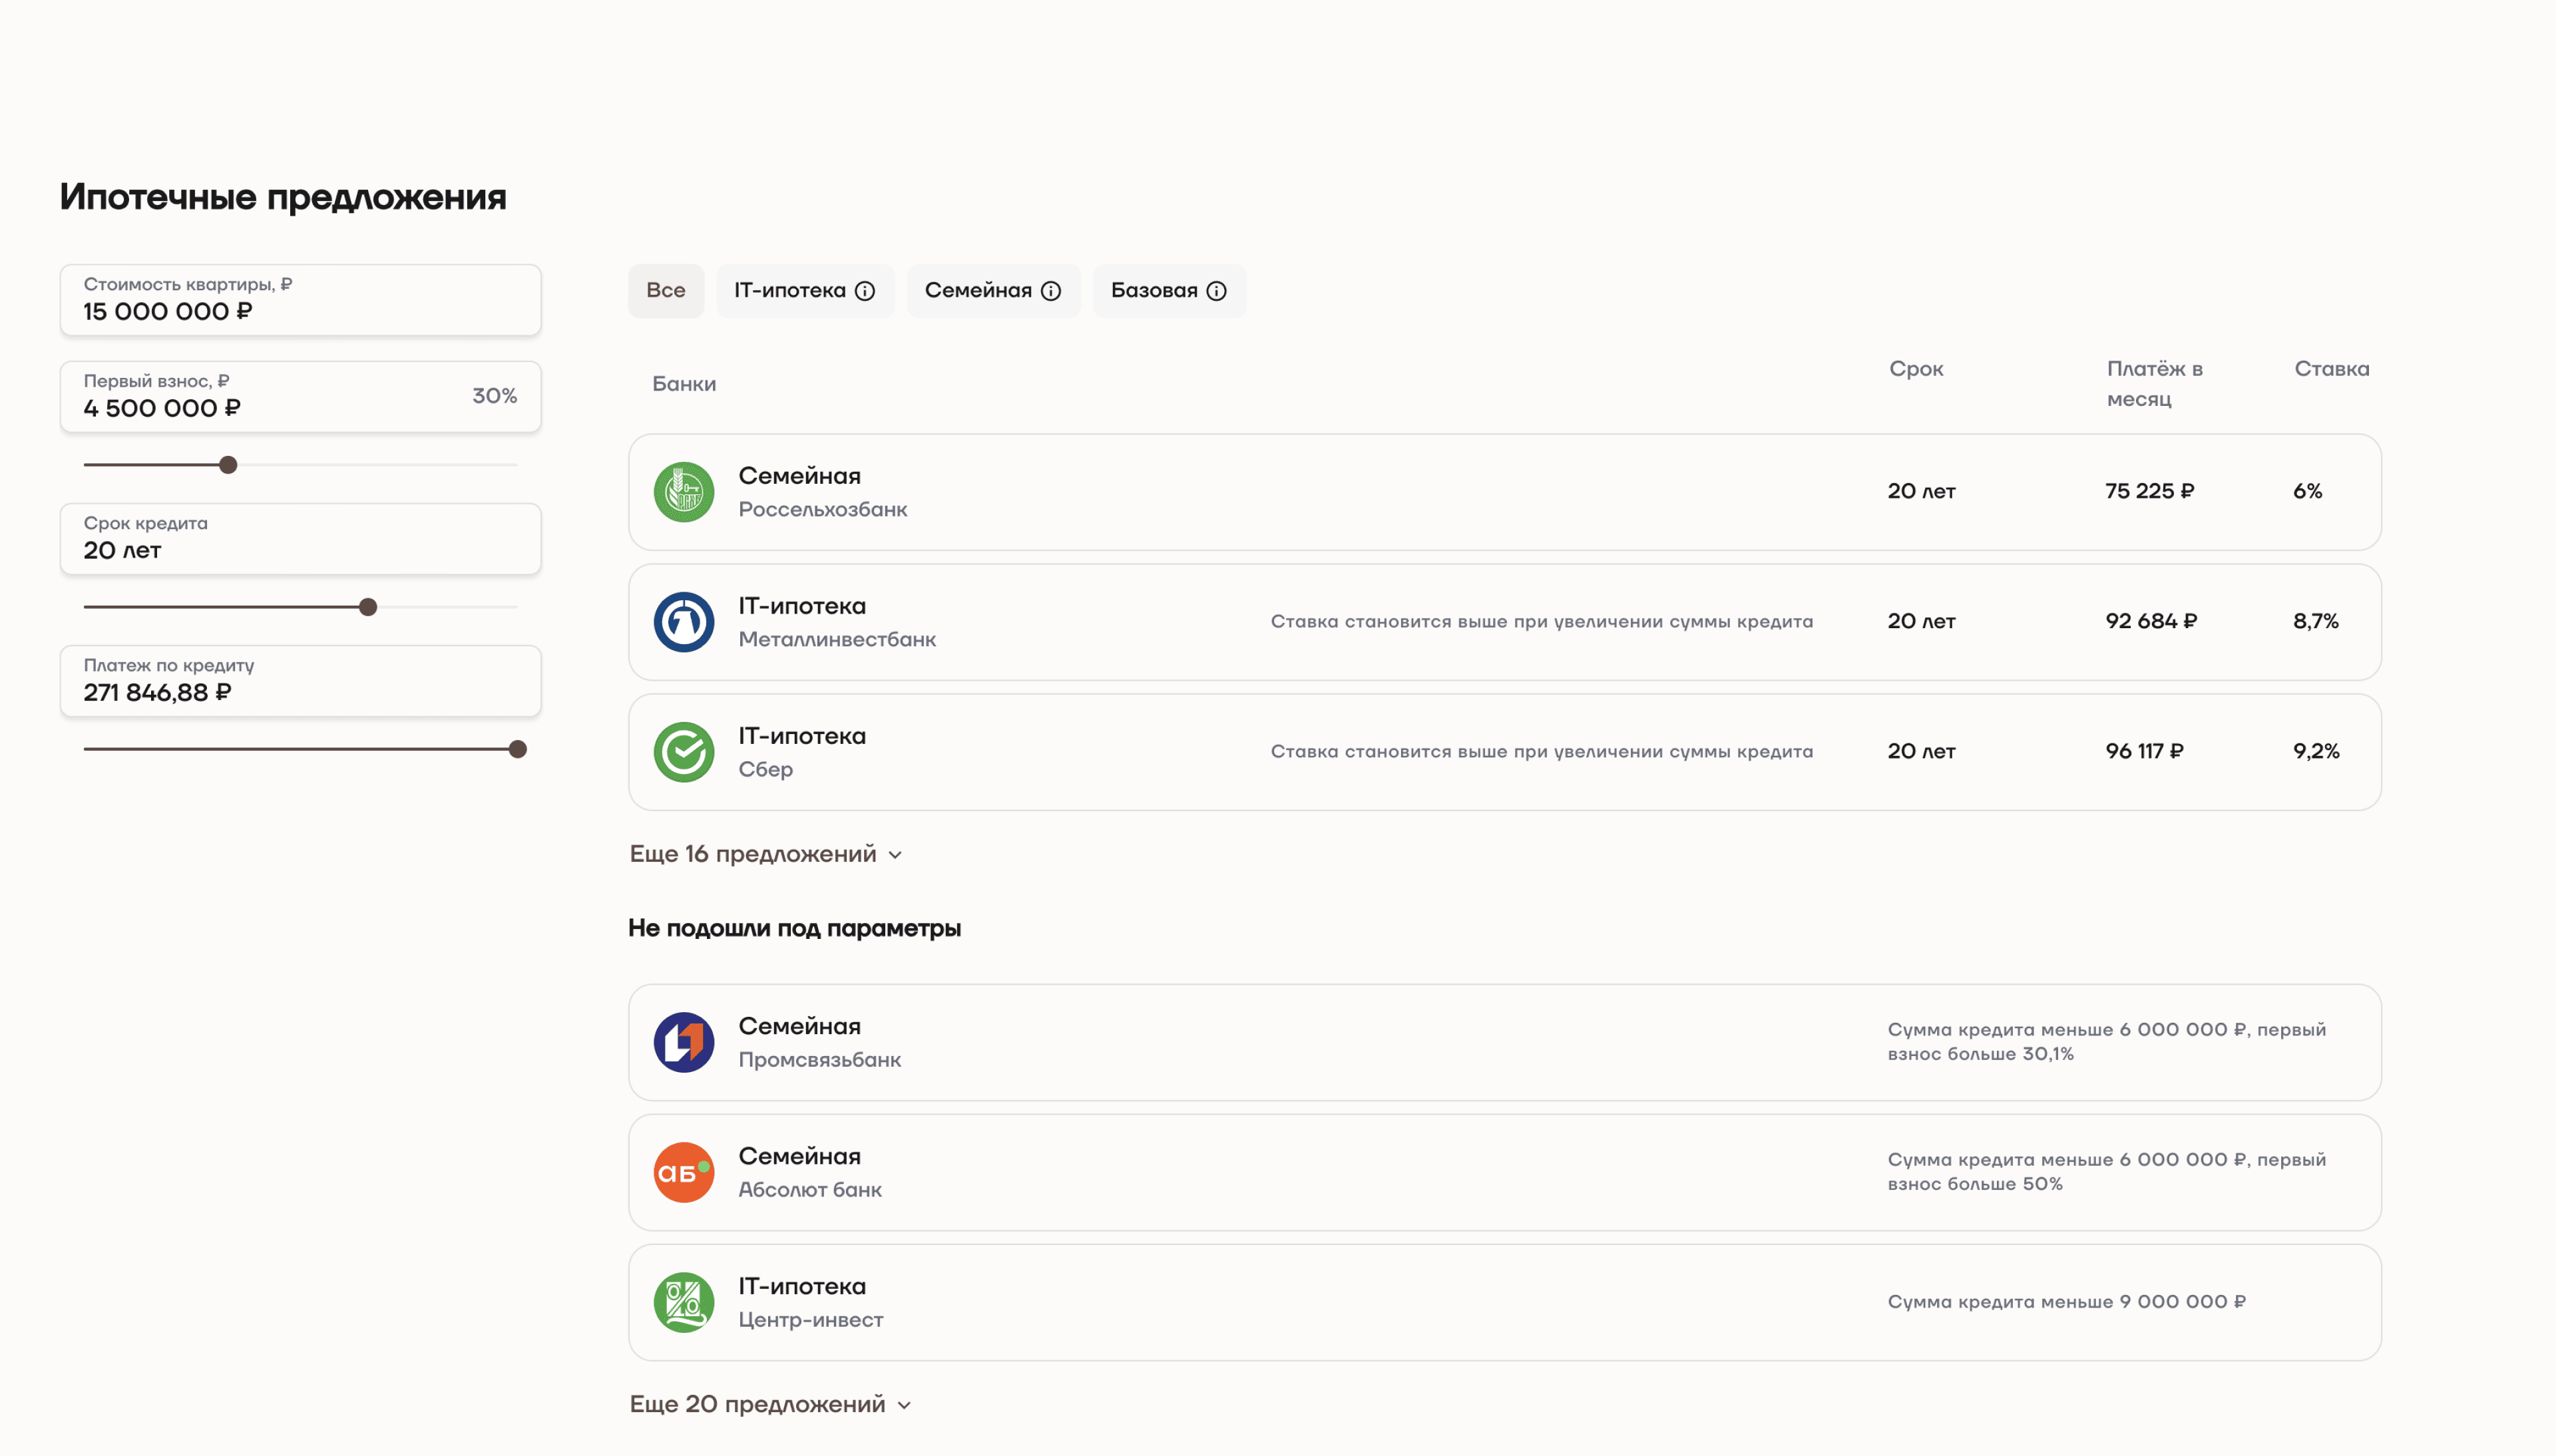 Ипотечные предложения
Стоимость квартиры, ₽
15 000 000 ₽
Первый взнос, ₽
4 500 000 ₽
30%
Срок кредита
20 лет
Платеж по кредиту
271 846,88 ₽
Все
IT-ипотека
Семейная
Базовая
Банки
Срок
Платёж в
месяц
Ставка
Семейная
Россельхозбанк
20 лет
75 225 ₽
6%
IT-ипотека
Металлинвестбанк
Ставка становится выше при увеличении суммы кредита
20 лет
92 684 ₽
8,7%
IT-ипотека
Сбер
Ставка становится выше при увеличении суммы кредита
20 лет
96 117 ₽
9,2%
Еще 16 предложений
Не подошли под параметры
Семейная
Промсвязьбанк
Сумма кредита меньше 6 000 000 ₽, первый
взнос больше 30,1%
аБ
Семейная
Абсолют банк
Сумма кредита меньше 6 000 000 ₽, первый
взнос больше 50%
IT-ипотека
Центр-инвест
Сумма кредита меньше 9 000 000 ₽
Еще 20 предложений